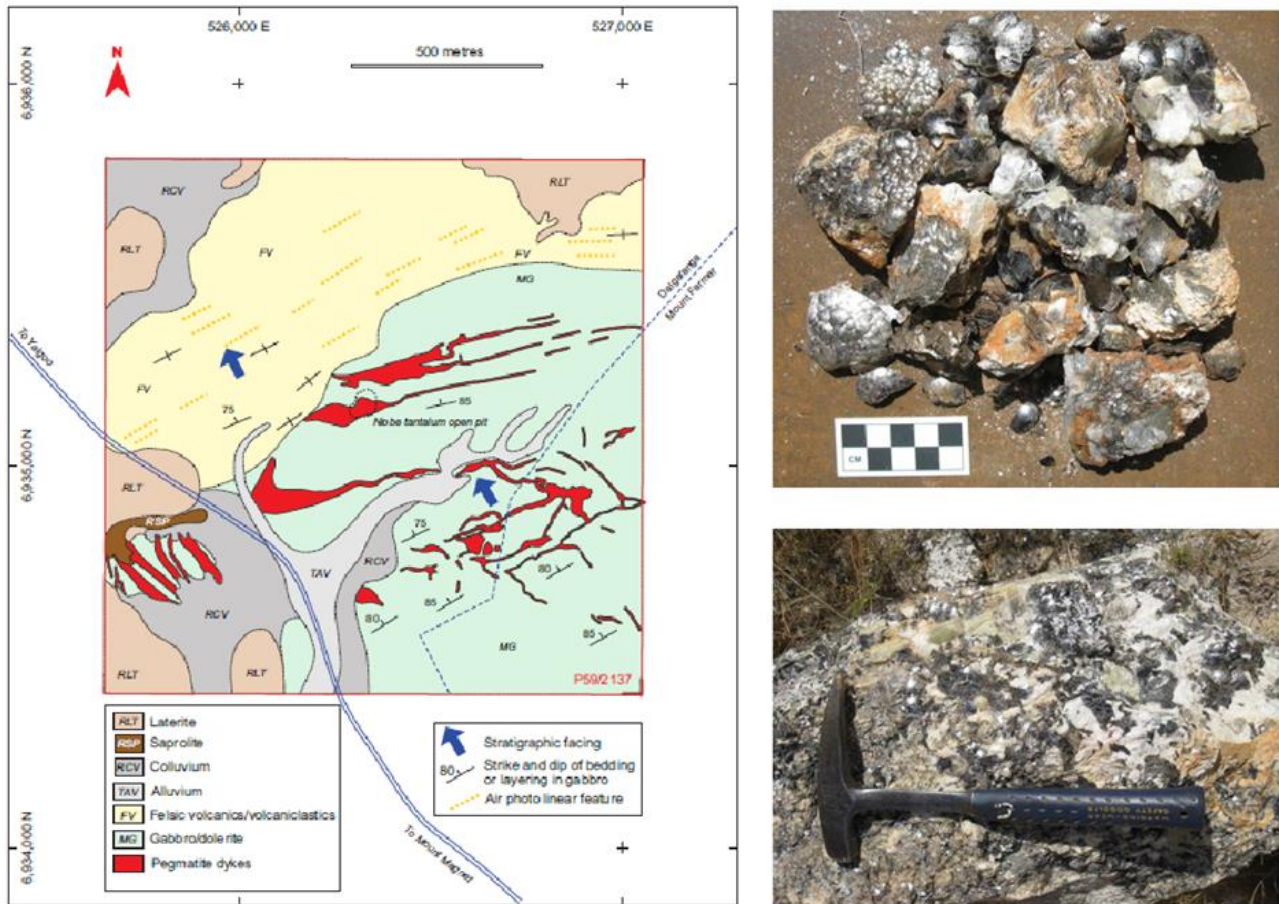 526,000 E
527,000 E
500 metres
N
6,936,000 N
RCV
RLT
RLT
FV
FV
MG
Dalgaranga
Mount Farmer
To Yalgoo
FV
75
85
Niobe tantalum open pit
6,935,000 N
RLT
RSP
75
RCV
TAV
80
85
80
RCV
85
MG
RLT
RLT
P59/2137
RLT Laterite
RSP Saprolite
RCV Colluvium
TAV Alluvium
FV Felsic volcanics/volcaniclastics
MG Gabbro/dolerite
Pegmatite dykes
Stratigraphic facing
80 Strike and dip of bedding
or layering in gabbro
Air photo linear feature
6,934,000 N
To Mount Magnet
CM